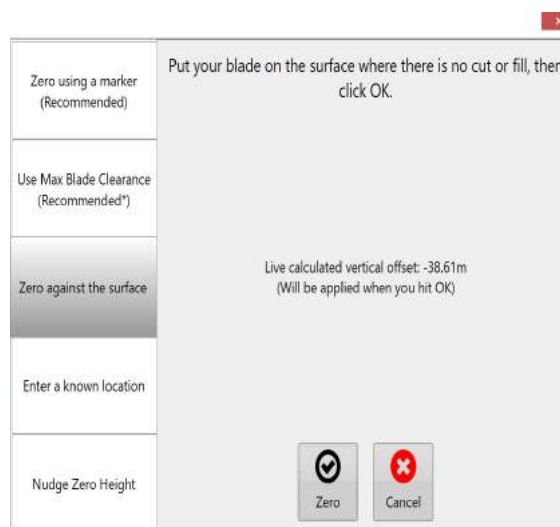 Zero using a marker
(Recommended)
Use Max Blade Clearance
(Recommended*)
Zero against the surface
Enter a known location
Nudge Zero Height
Put your blade on the surface where there is no cut or fill, then
click OK.
Live calculated vertical offset: -38.61m
(Will be applied when you hit OK)
Zero
Cancel